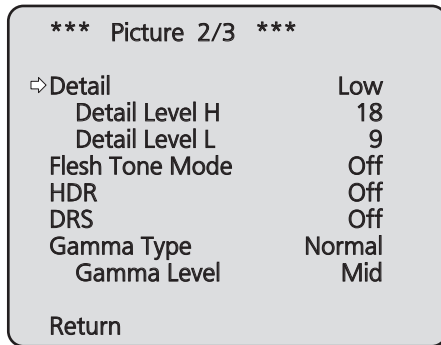 *** Picture 2/3 ***
⇨Detail Low
Detail Level H 18
Detail Level L 9
Flesh Tone Mode Off
HDR Off
DRS Off
Gamma Type Normal
Gamma Level Mid
Return